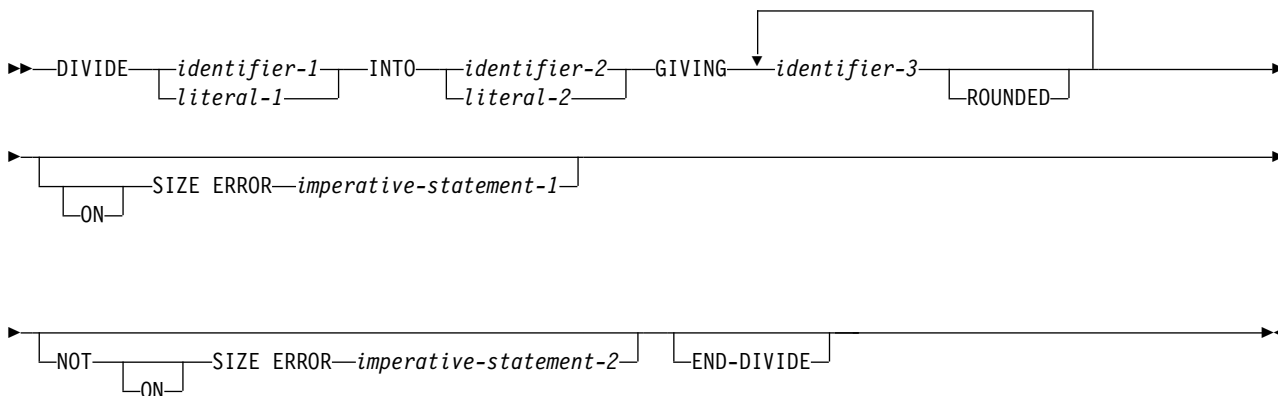 DIVIDE identifier-1 INTO identifier-2 GIVING identifier-3
literal-1 literal-2 ROUNDED
SIZE ERROR imperative-statement-1
ON
NOT SIZE ERROR imperative-statement-2 END-DIVIDE
ON